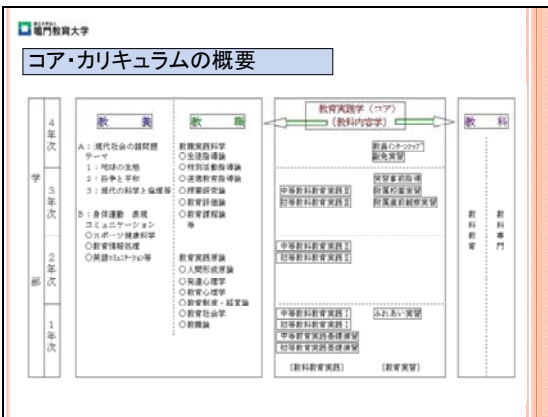 国立大学法人
鳴門教育大学
コア・カリキュラムの概要
学部
4年次
3年次
2年次
1年次
教養
A:現代社会の諸問題
テーマ
1:地球の生態
2:紛争と平和
3:現代の科学と倫理等
B:身体運動 表現
コミュニケーション
○スポーツ健康科学
○教育情報処理
○英語コミュニケーション等
教職
教職実践科学
○生徒指導論
○特別活動指導論
○道徳教育指導論
○授業研究論
○教育評価論
○教育課程論
等
教育実践原論
○人間形成原論
○発達心理学
○教育心理学
○教育制度・経営論
○教育社会学
○教職論
教育実践学(コア)
(教科内容学)
教員インターンシップ
副免実習
実習事前指導
附属校園実習
附属直前観察実習
中等教科教育実践Ⅲ
初等教科教育実践Ⅲ
中等教科教育実践Ⅱ
初等教科教育実践Ⅱ
中等教科教育実践Ⅰ
初等教科教育実践Ⅰ
中等教育実践基礎演習
初等教育実践基礎演習
ふれあい実習
(教科教育実践)
(教育実習)
教科
教科教育
教科専門